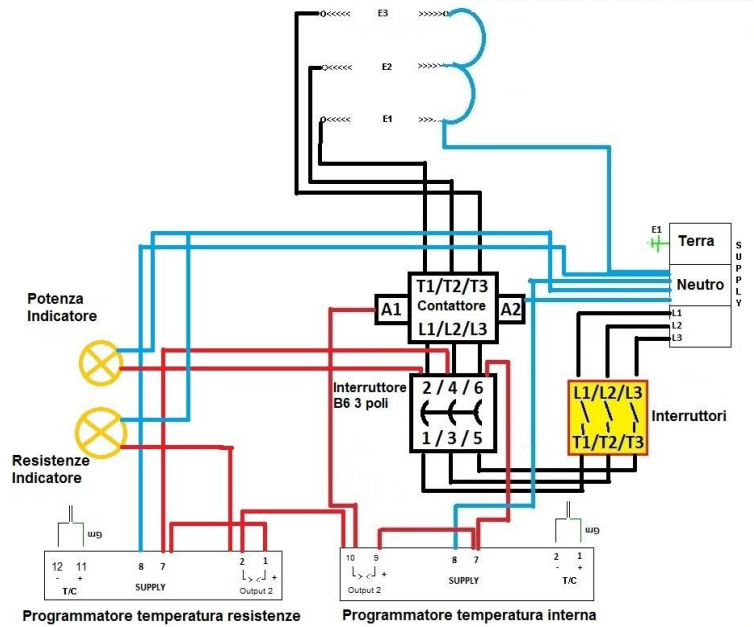 E3
E2
E1
E1
Terra
Neutro
SUPPLY
L1
L2
L3
T1/T2/T3
Contattore
A1
A2
L1/L2/L3
Potenza
Indicatore
Interruttore
B6 3 poli
2 / 4 / 6
1 / 3 / 5
L1/L2/L3
T1/T2/T3
Interruttori
Resistenze
Indicatore
Gm
12
11
-
+
T/C
8
7
SUPPLY
2
1
+
Output 2
Programmatore temperatura resistenze
10
9
+
Output 2
8
7
SUPPLY
Gm
2
1
-
+
T/C
Programmatore temperatura interna